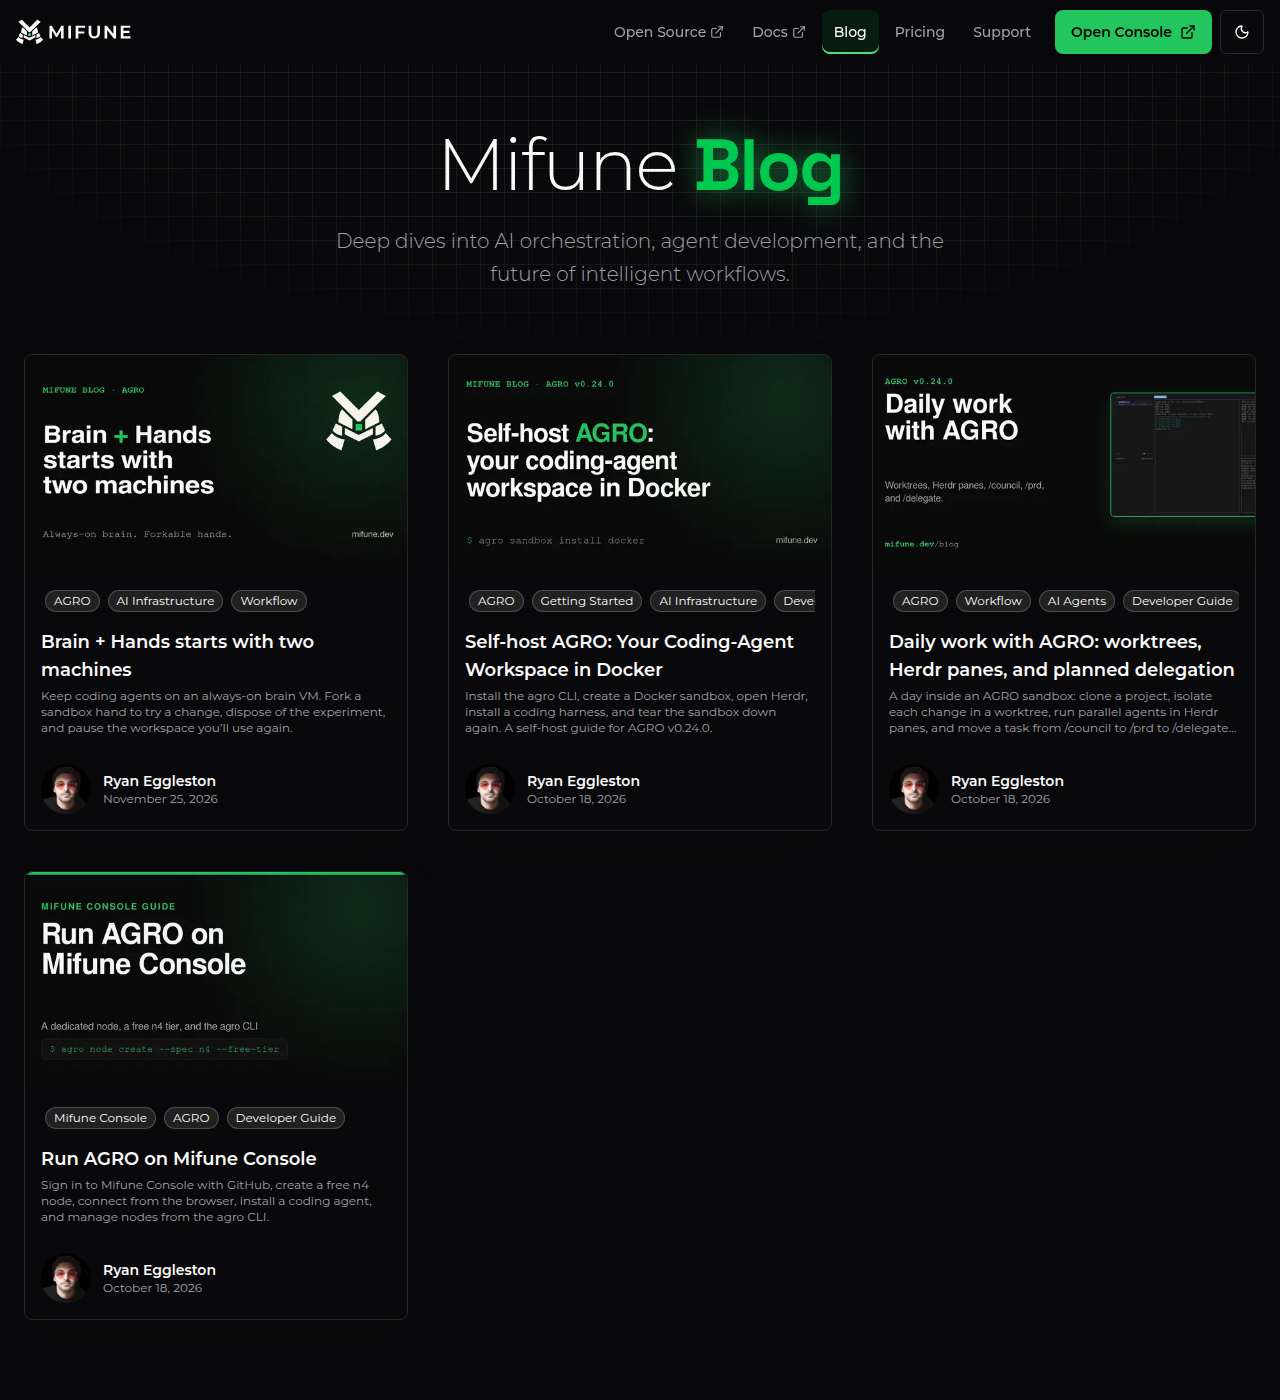 MIFUNE
Open Source
Docs
Blog
Pricing
Support
Open Console
Mifune Blog
Deep dives into AI orchestration, agent development, and the
future of intelligent workflows.
MIFUNE BLOG · AGRO
Brain + Hands
starts with
two machines
Always-on brain. Forkable hands.
mifune.dev
AGRO
AI Infrastructure
Workflow
Brain + Hands starts with two
machines
Keep coding agents on an always-on brain VM. Fork a
sandbox hand to try a change, dispose of the experiment,
and pause the workspace you'll use again.
Ryan Eggleston
November 25, 2026
MIFUNE BLOG · AGRO v0.24.0
Self-host AGRO:
your coding-agent
workspace in Docker
$ agro sandbox install docker
mifune.dev
AGRO
Getting Started
AI Infrastructure
Deve
Self-host AGRO: Your Coding-Agent
Workspace in Docker
Install the agro CLI, create a Docker sandbox, open Herdr,
install a coding harness, and tear the sandbox down
again. A self-host guide for AGRO v0.24.0.
Ryan Eggleston
October 18, 2026
AGRO v0.24.0
Daily work
with AGRO
Worktrees, Herdr panes, /council, /prd,
and /delegate.
mifune.dev/blog
AGRO
Workflow
AI Agents
Developer Guide
Daily work with AGRO: worktrees,
Herdr panes, and planned delegation
A day inside an AGRO sandbox: clone a project, isolate
each change in a worktree, run parallel agents in Herdr
panes, and move a task from /council to /prd to /delegate...
Ryan Eggleston
October 18, 2026
MIFUNE CONSOLE GUIDE
Run AGRO on
Mifune Console
A dedicated node, a free n4 tier, and the agro CLI
$ agro node create --spec n4 --free-tier
Mifune Console
AGRO
Developer Guide
Run AGRO on Mifune Console
Sign in to Mifune Console with GitHub, create a free n4
node, connect from the browser, install a coding agent,
and manage nodes from the agro CLI.
Ryan Eggleston
October 18, 2026